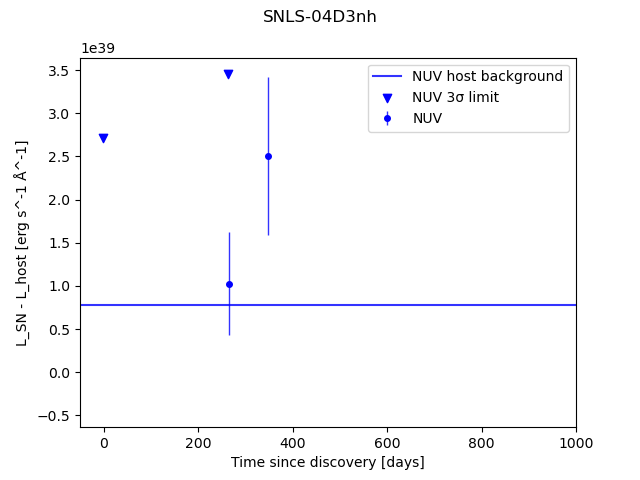 SNLS-04D3nh
1e39
NUV host background
NUV 3σ limit
NUV
3.5
3.0
2.5
2.0
1.5
1.0
0.5
0.0
−0.5
L_SN - L_host [erg s^-1 Å^-1]
0 200 400 600 800 1000
Time since discovery [days]